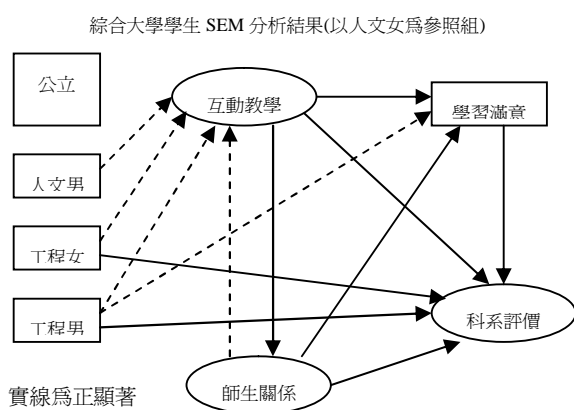 綜合大學學生 SEM 分析結果(以人文女為參照組)
公立
互動教學
學習滿意
人文男
工程女
工程男
科系評價
師生關係
實線為正顯著